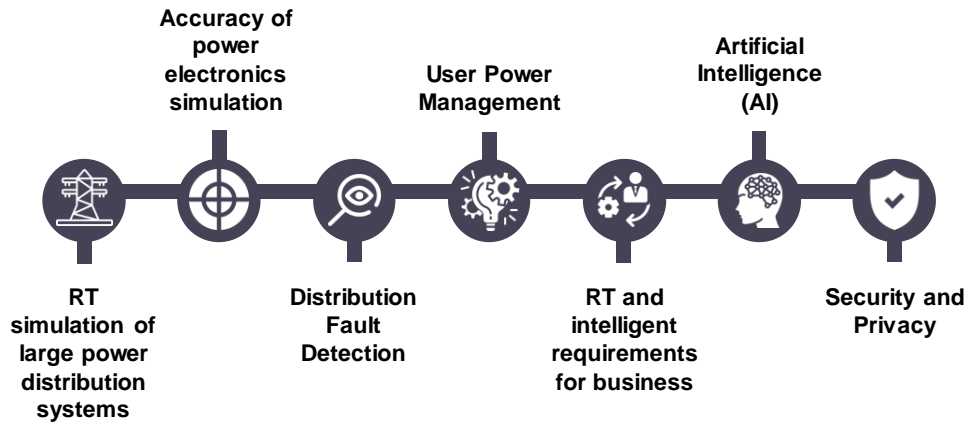 RT
simulation of
large power
distribution
systems
Accuracy of
power
electronics
simulation
Distribution
Fault
Detection
User Power
Management
RT and
intelligent
requirements
for business
Artificial
Intelligence
(AI)
Security and
Privacy